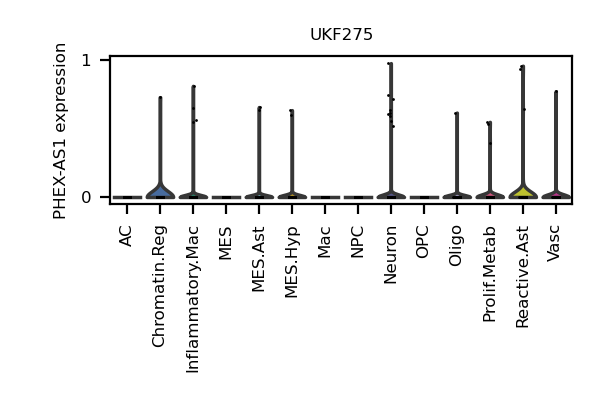 UKF275
PHEX-AS1 expression
1
0
AC
Chromatin.Reg
Inflammatory.Mac
MES
MES.Ast
MES.Hyp
Mac
NPC
Neuron
OPC
Oligo
Prolif.Metab
Reactive.Ast
Vasc